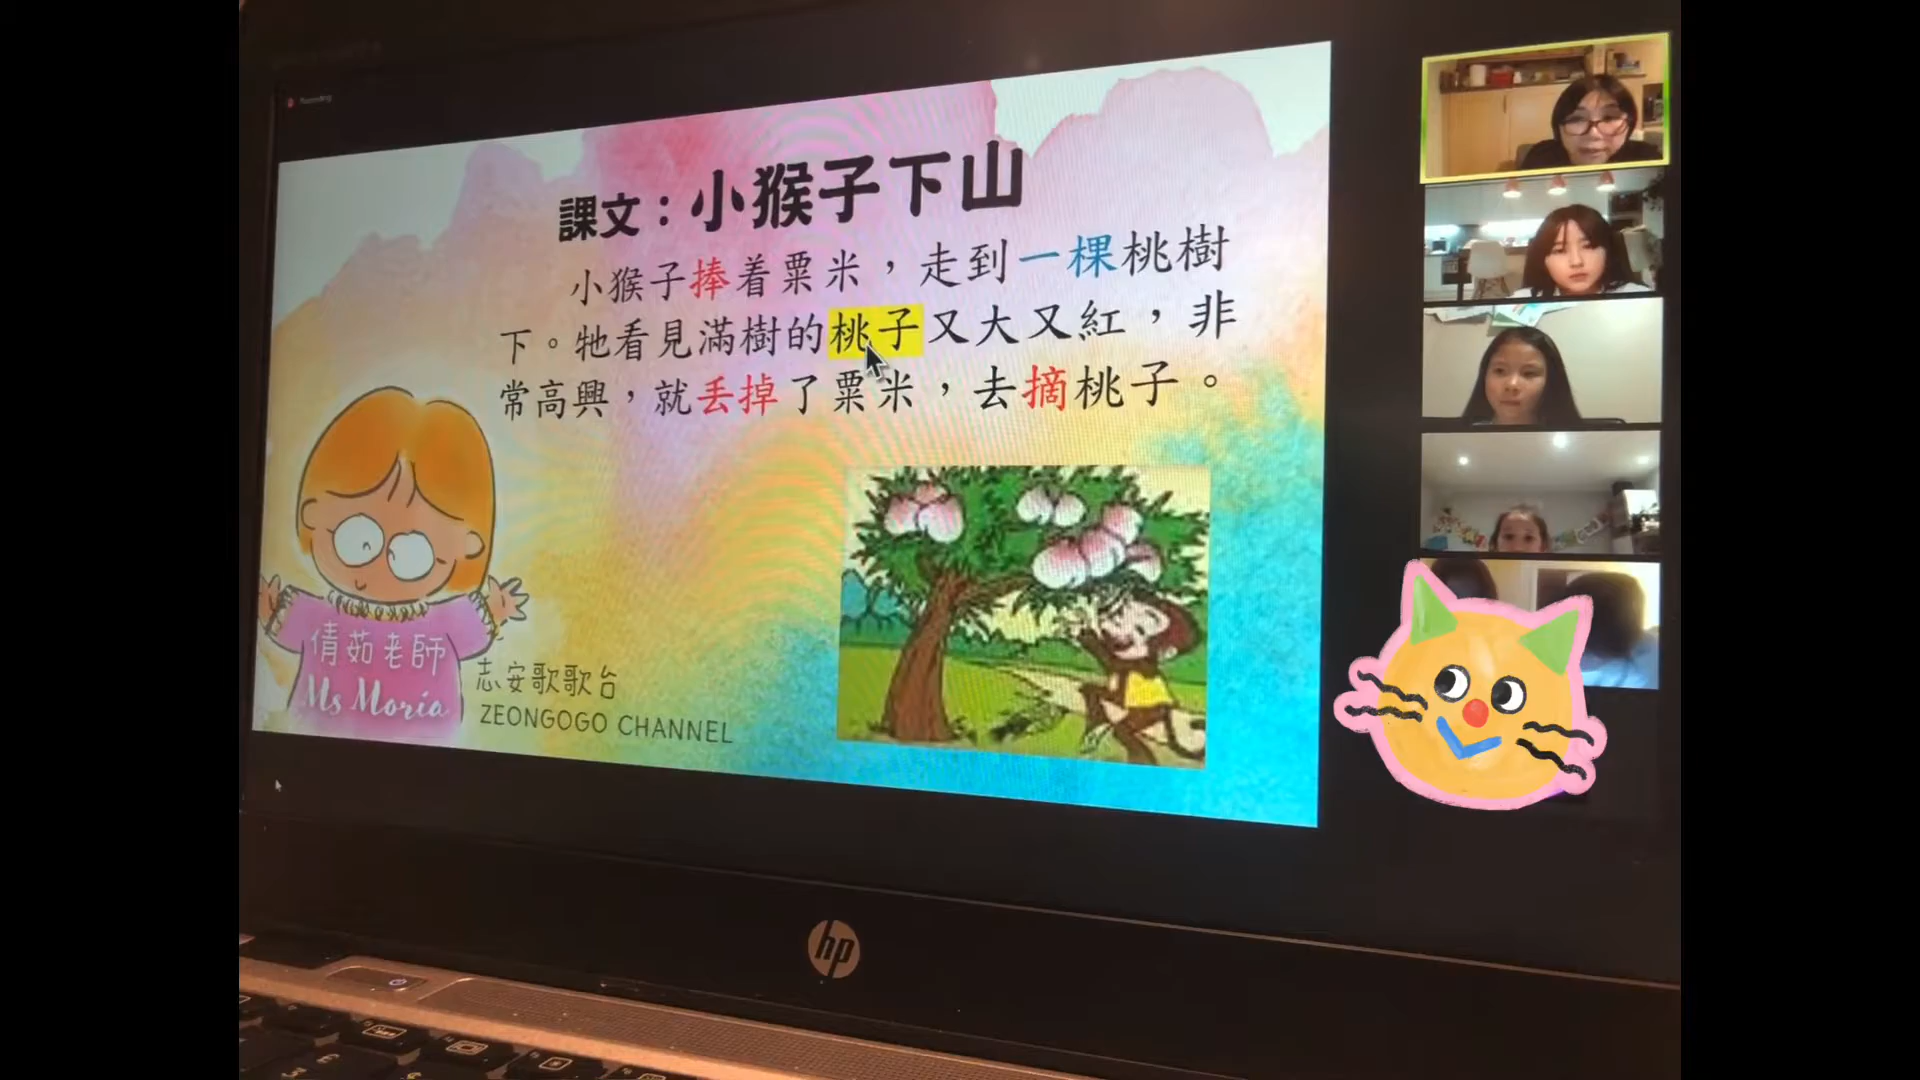 Recording
課文：小猴子下山
小猴子捧着粟米，走到一棵桃樹
下。牠看見滿樹的桃子又大又紅，非
常高興，就丟掉了粟米，去摘桃子。
倩茹老師
Ms Moria
志安歌歌台
ZEONGOGO CHANNEL
hp